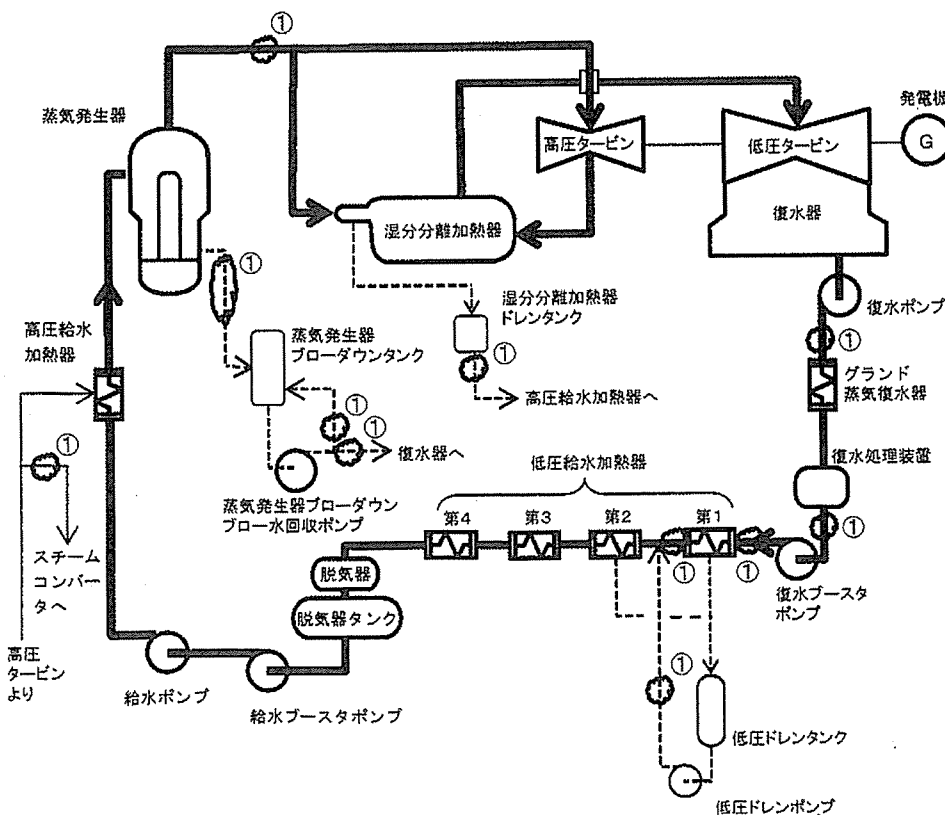 ①
蒸気発生器
発電機
G
高圧タービン
低圧タービン
湿分分離加熱器
復水器
①
湿分分離加熱器
ドレンタンク
復水ポンプ
高圧給水
加熱器
蒸気発生器
ブローダウンタンク
①
①
グランド
蒸気復水器
高圧給水加熱器へ
①
①
①
復水器へ
低圧給水加熱器
復水処理装置
蒸気発生器ブローダウン
ブロー水回収ポンプ
第4
第3
第2
第1
①
スチーム
コンバー
タへ
脱気器
①
①
復水ブースタ
ポンプ
脱気器タンク
高圧
タービン
より
①
給水ポンプ
給水ブースタポンプ
低圧ドレンタンク
低圧ドレンポンプ